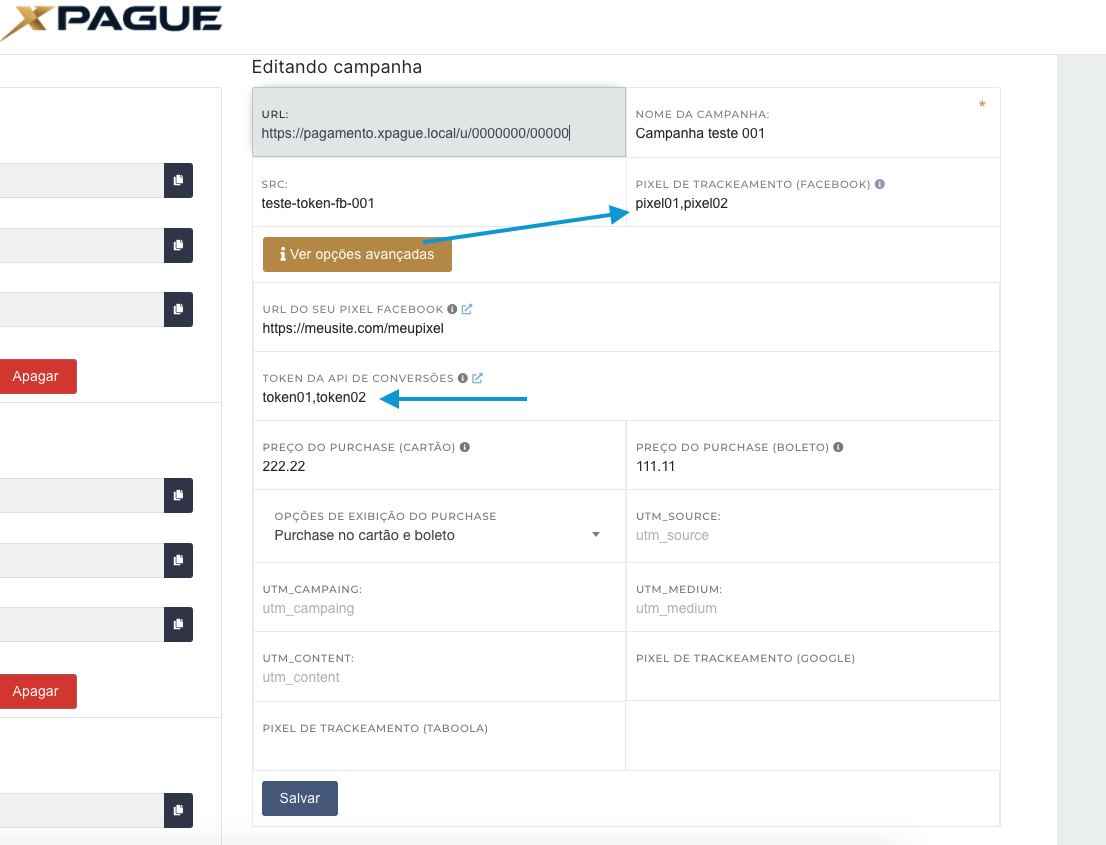 XPAGUE
Editando campanha
URL:
https://pagamento.xpague.local/u/0000000/00000
NOME DA CAMPANHA:
*
Campanha teste 001
SRC:
teste-token-fb-001
PIXEL DE TRACKEAMENTO (FACEBOOK)
pixel01,pixel02
Ver opções avançadas
URL DO SEU PIXEL FACEBOOK
https://meusite.com/meupixel
TOKEN DA API DE CONVERSÕES
token01,token02
PREÇO DO PURCHASE (CARTÃO)
222.22
PREÇO DO PURCHASE (BOLETO)
111.11
OPÇÕES DE EXIBIÇÃO DO PURCHASE
Purchase no cartão e boleto
UTM_SOURCE:
utm_source
UTM_CAMPAING:
utm_campaing
UTM_MEDIUM:
utm_medium
UTM_CONTENT:
utm_content
PIXEL DE TRACKEAMENTO (GOOGLE)
PIXEL DE TRACKEAMENTO (TABOOLA)
Salvar
Apagar
Apagar